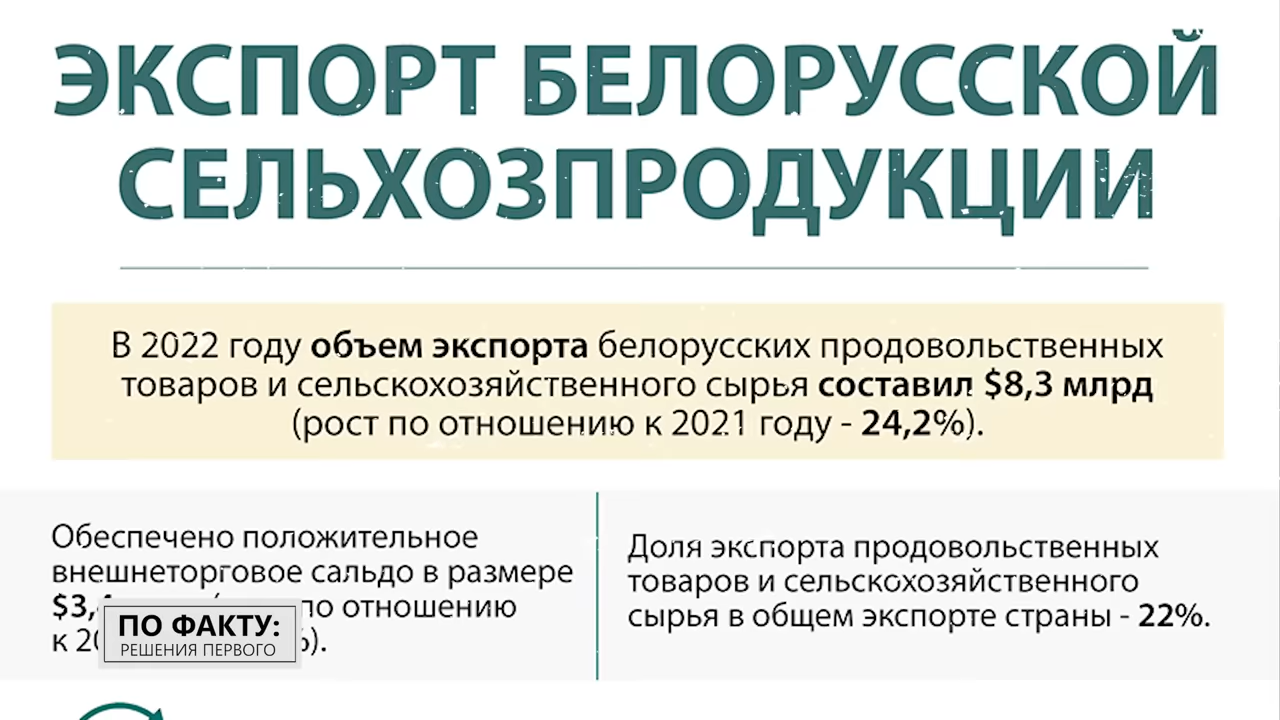 ЭКСПОРТ БЕЛОРУССКОЙ
СЕЛЬХОЗПРОДУКЦИИ
В 2022 году объем экспорта белорусских продовольственных
товаров и сельскохозяйственного сырья составил $8,3 млрд
(рост по отношению к 2021 году - 24,2%).
Обеспечено положительное
внешнеторговое сальдо в размере
по отношению
к
Доля экспорта продовольственных
товаров и сельскохозяйственного
сырья в общем экспорте страны - 22%.
ПО ФАКТУ:
РЕШЕНИЯ ПЕРВОГО